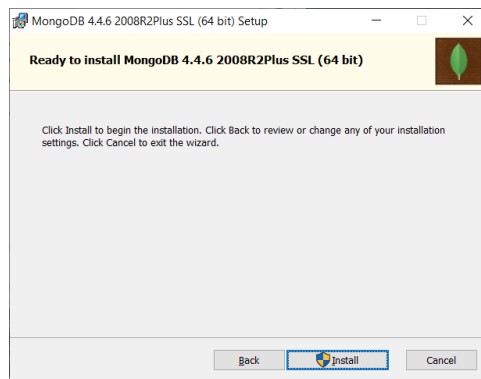 MongoDB 4.4.6 2008R2Plus SSL (64 bit) Setup
Ready to install MongoDB 4.4.6 2008R2Plus SSL (64 bit)
Click Install to begin the installation. Click Back to review or change any of your installation
settings. Click Cancel to exit the wizard.
Back Install Cancel